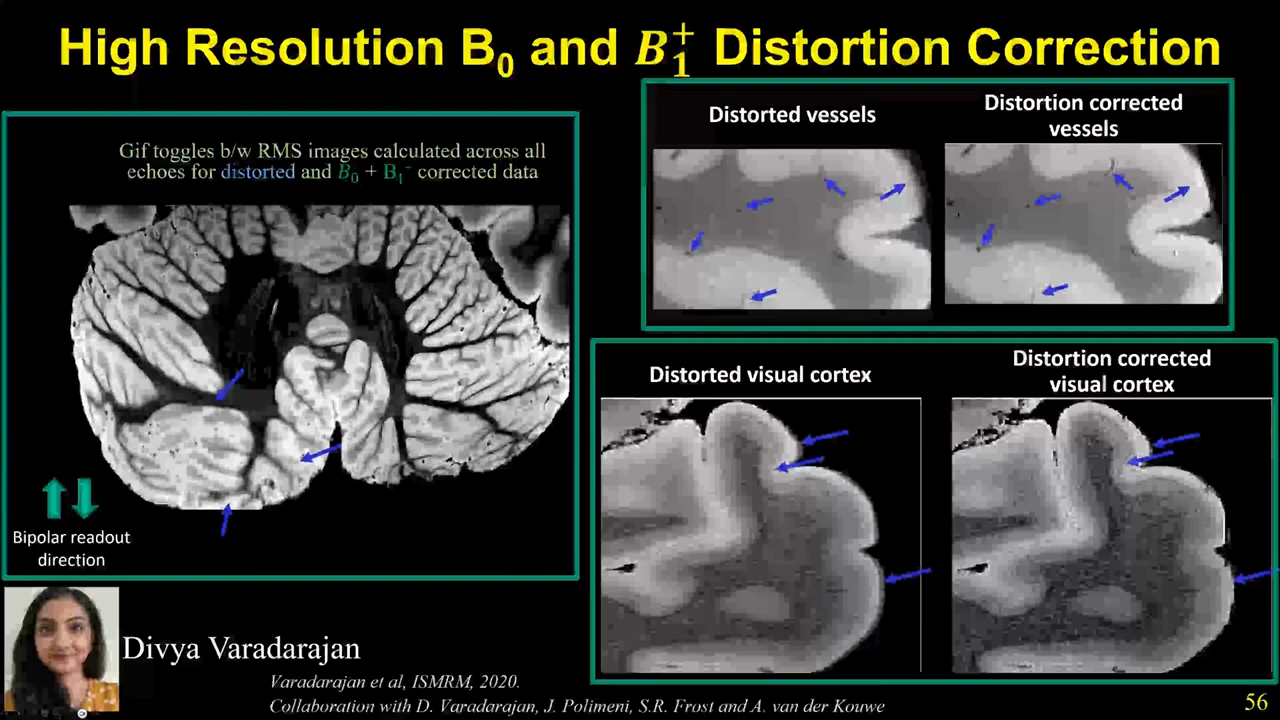 High Resolution B₀ and B₁⁺ Distortion Correction
Gif toggles b/w RMS images calculated across all
echoes for distorted and B₀ + B₁⁻ corrected data
Bipolar readout
direction
Distorted vessels
Distortion corrected
vessels
Distorted visual cortex
Distortion corrected
visual cortex
Divya Varadarajan
Varadarajan et al, ISMRM, 2020.
Collaboration with D. Varadarajan, J. Polimeni, S.R. Frost and A. van der Kouwe
56